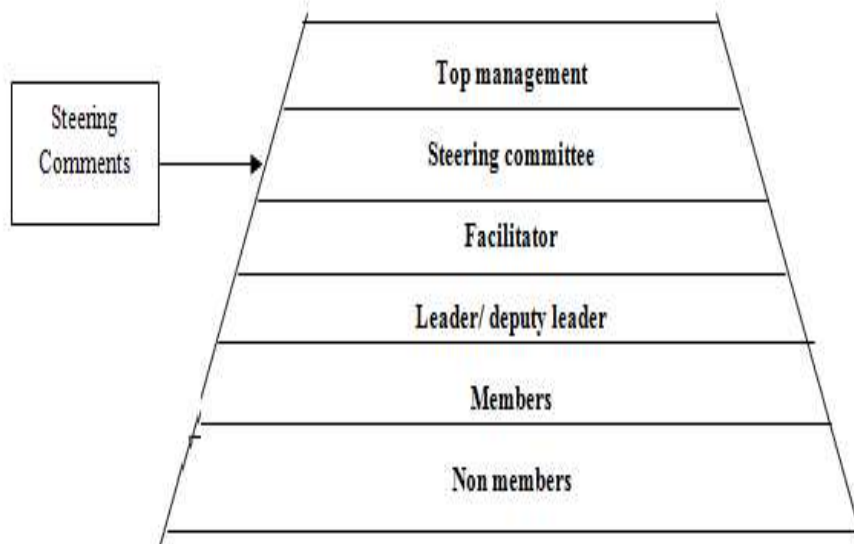 Top management
Steering
Comments
Steering committee
Facilitator
Leader/ deputy leader
Members
Non members